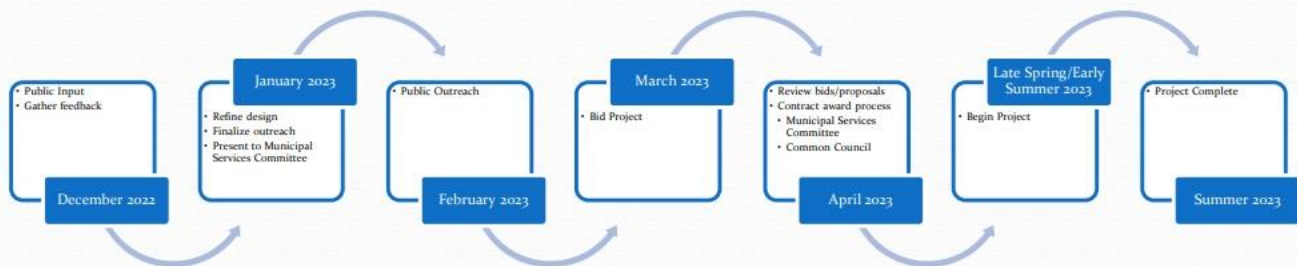 • Public Input
• Gather feedback
December 2022
January 2023
• Refine design
• Finalize outreach
• Present to Municipal
Services Committee
• Public Outreach
February 2023
March 2023
• Bid Project
• Review bids/proposals
• Contract award process
• Municipal Services
Committee
• Common Council
April 2023
Late Spring/Early
Summer 2023
• Begin Project
• Project Complete
Summer 2023